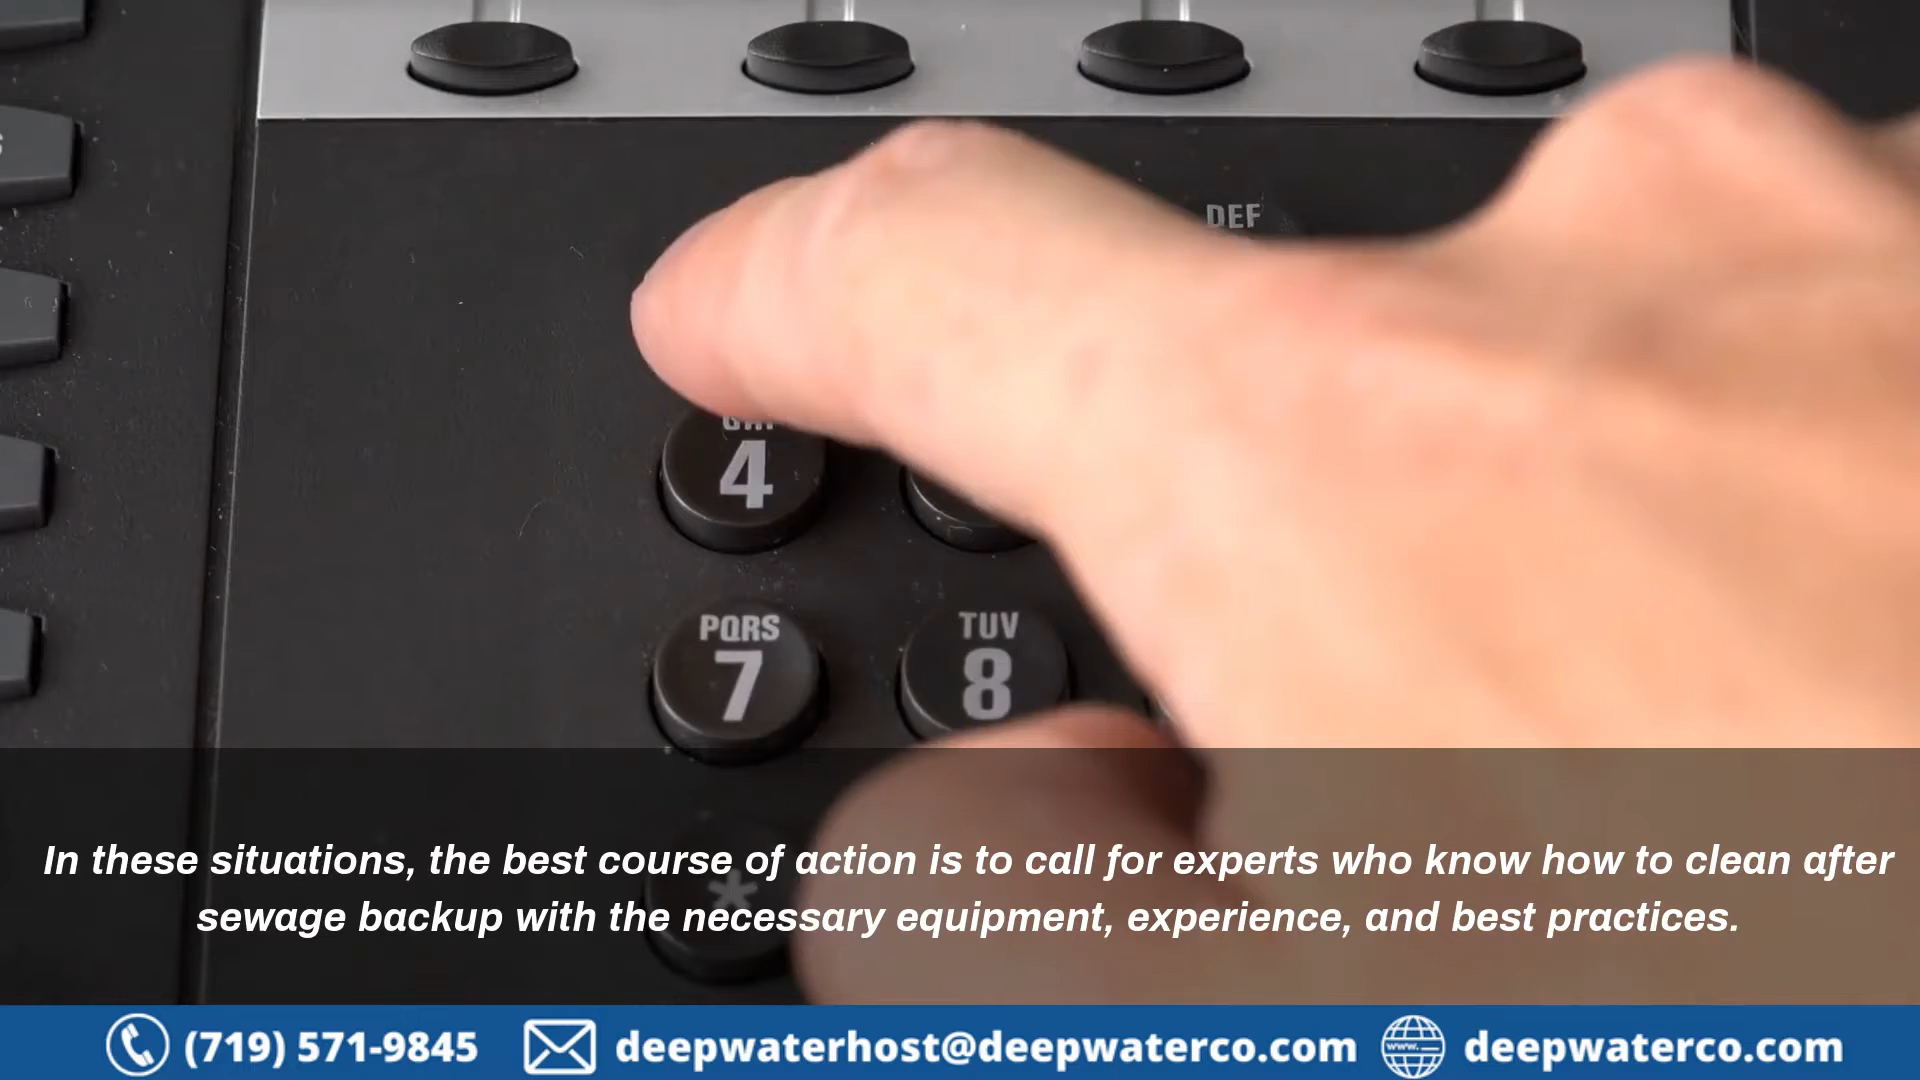 DEF
4
PQRS
7
TUV
8
*
In these situations, the best course of action is to call for experts who know how to clean after
sewage backup with the necessary equipment, experience, and best practices.
(719) 571-9845
deepwaterhost@deepwaterco.com
www.
deepwaterco.com